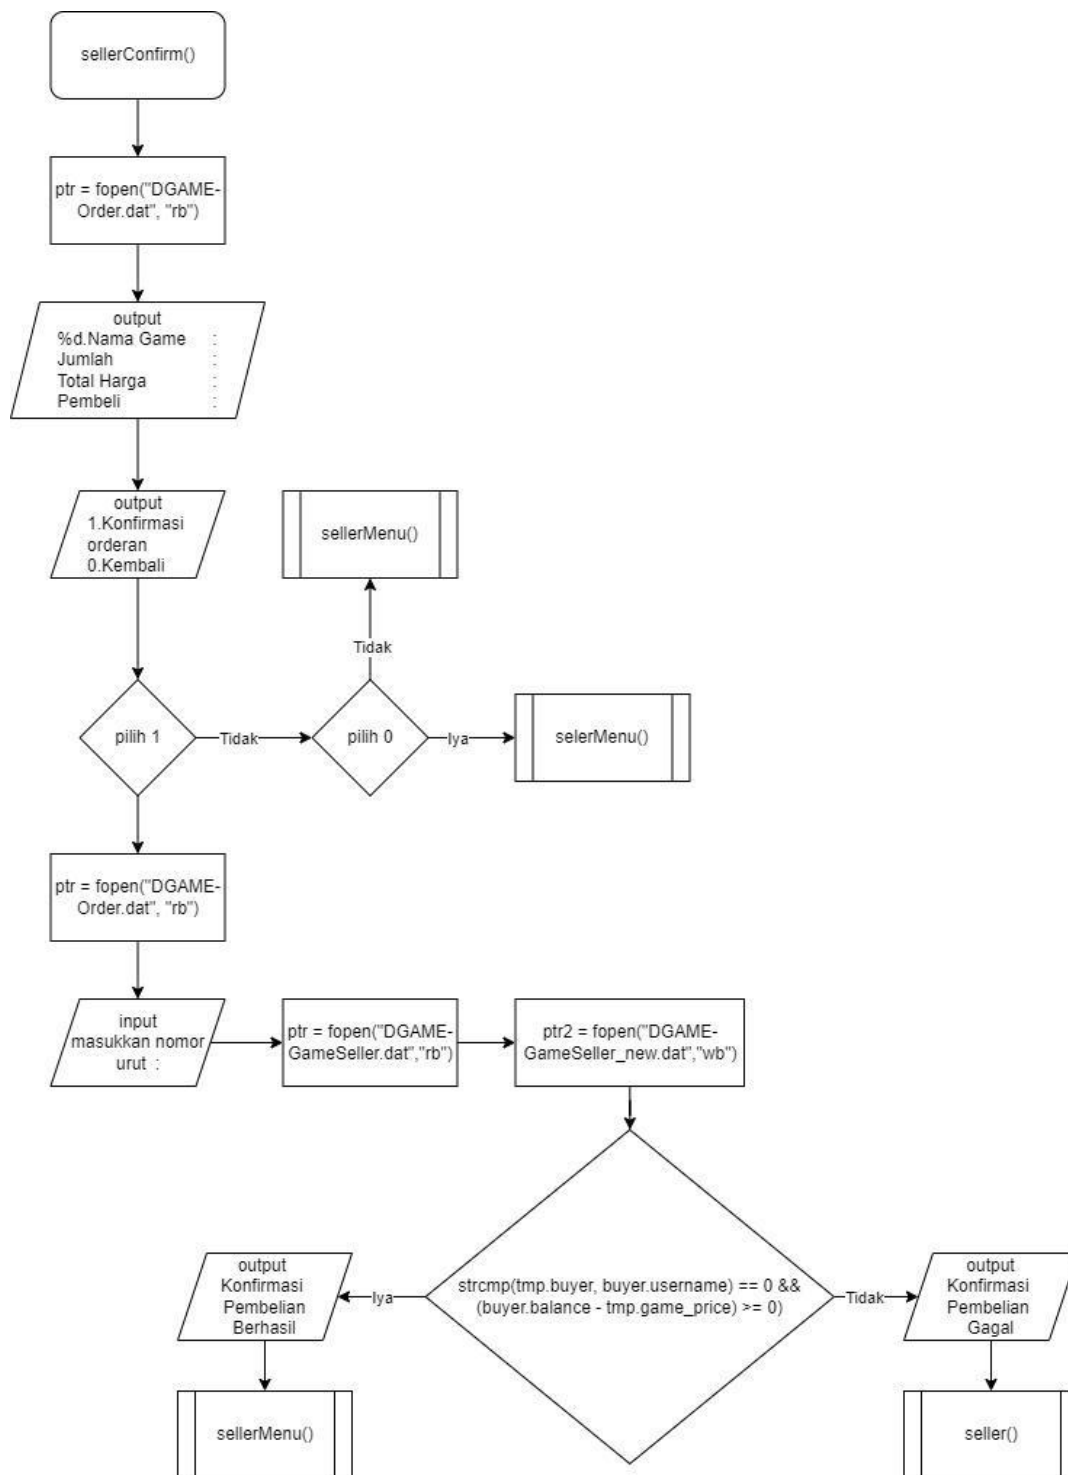 sellerConfirm()
ptr = fopen("DGAME-
Order.dat", "rb")
output
%d.Nama Game :
Jumlah :
Total Harga :
Pembeli :
output
1.Konfirmasi
orderan
0.Kembali
sellerMenu()
Tidak
pilih 1
Tidak
pilih 0
Iya
selerMenu()
ptr = fopen("DGAME-
Order.dat", "rb")
input
masukkan nomor
urut :
ptr = fopen("DGAME-
GameSeller.dat","rb")
ptr2 = fopen("DGAME-
GameSeller_new.dat","wb")
strcmp(tmp.buyer, buyer.username) == 0 &&
(buyer.balance - tmp.game_price) >= 0)
Iya
output
Konfirmasi
Pembelian
Berhasil
sellerMenu()
Tidak
output
Konfirmasi
Pembelian
Gagal
seller()